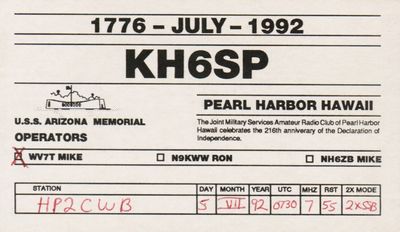 1776 – JULY – 1992
KH6SP
U.S.S. ARIZONA MEMORIAL
OPERATORS
PEARL HARBOR HAWAII
The Joint Military Services Amateur Radio Club of Pearl Harbor
Hawaii celebrates the 216th anniverary of the Declaration of
Independence.
WV7T MIKE N9KWW RON NH6ZB MIKE
STATION DAY MONTH YEAR UTC MHZ RST 2X MODE
HP2CWB 5 VII 92 0730 7 55 2XSSB